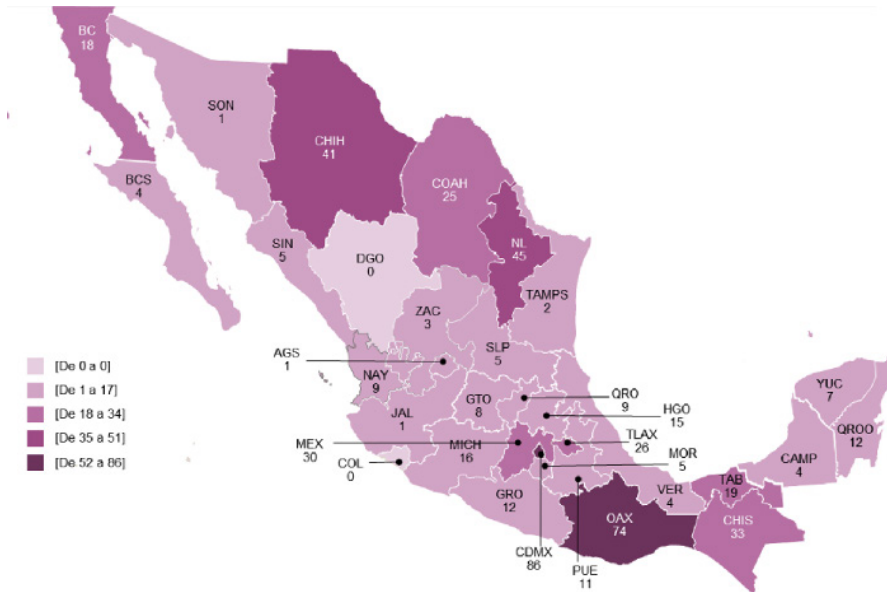 BC
18
SON
1
CHIH
41
COAH
25
BCS
4
NL
45
SIN
5
DGO
0
TAMPS
2
ZAC
3
SLP
5
AGS
1
NAY
9
GTO
8
QRO
9
HGO
15
JAL
1
MEX
30
MICH
16
TLAX
26
MOR
5
COL
0
GRO
12
VER
4
OAX
74
CDMX
86
PUE
11
YUC
7
QROO
12
CAMP
4
TAB
19
CHIS
33
[De 0 a 0]
[De 1 a 17]
[De 18 a 34]
[De 35 a 51]
[De 52 a 86]